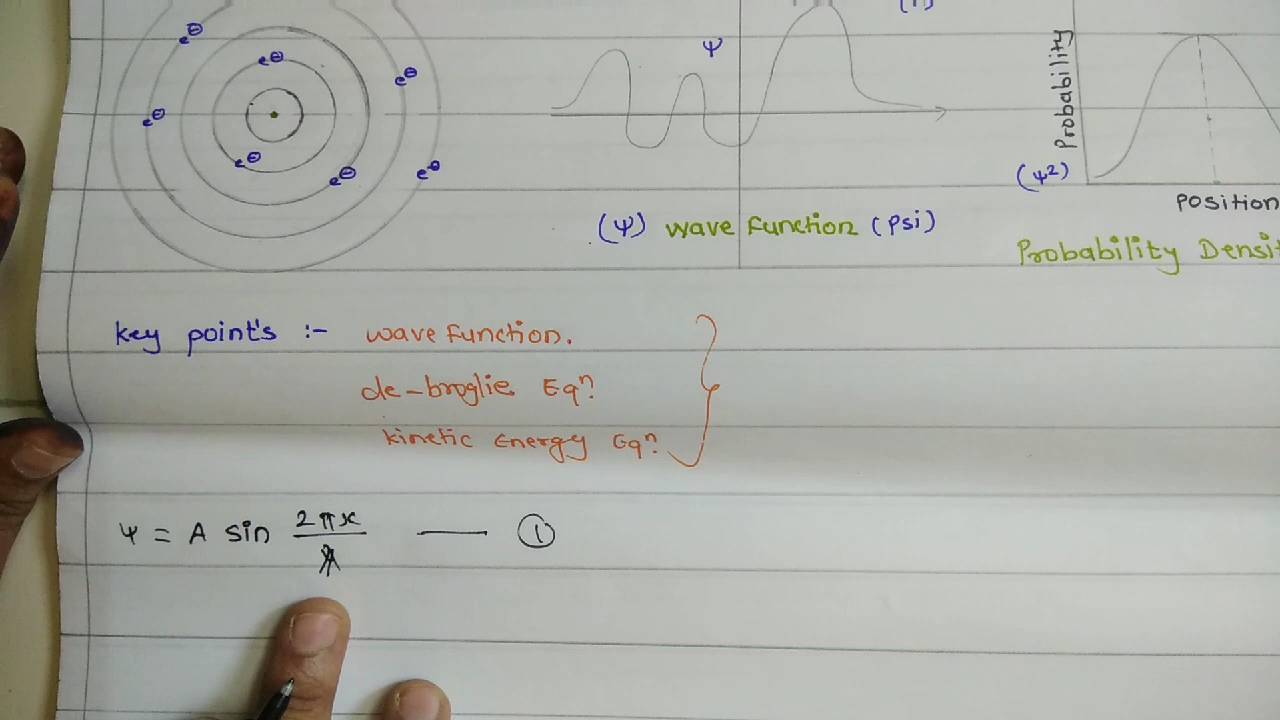 e⊖
e⊖
e⊖
e⊖
e⊖
e⊖
e⊖
ψ
(ψ) wave Function (Psi)
Probability
(ψ²)
Position
Probability Densi
key point's :- wave Function.
de-broglie Eqⁿ
kinetic Energy Eqⁿ
ψ = A sin 2πx/λ —— ①